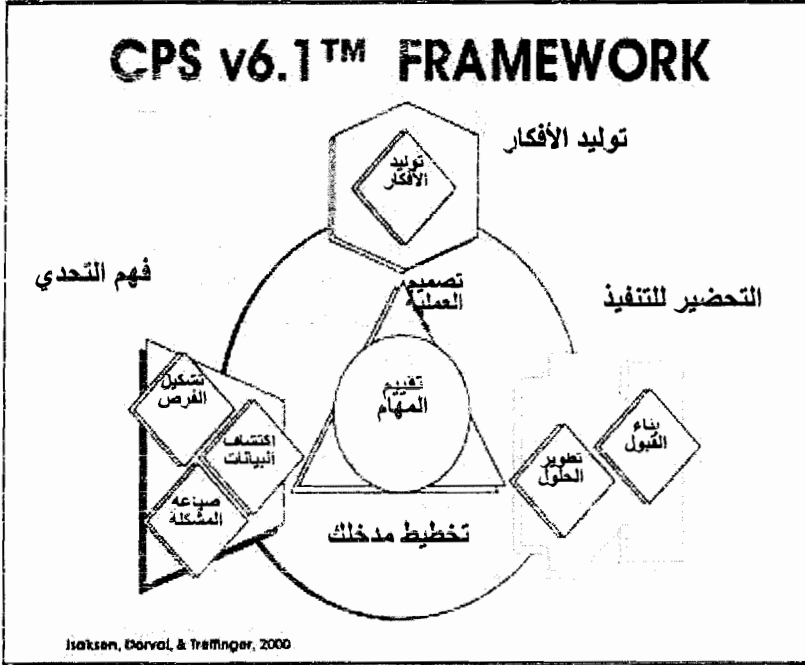 CPS v6.1™ FRAMEWORK
توليد الأفكار
توليد
الأفكار
فهم التحدي
تصميم
العملية
التحضير للتنفيذ
تشكيل
الفرص
تقييم
المهام
بناء
القبول
اكتشاف
البيانات
تطوير
الحلول
صياغه
المشكلة
تخطيط مدخلك
Isaksen, Dorval, & Treffinger, 2000